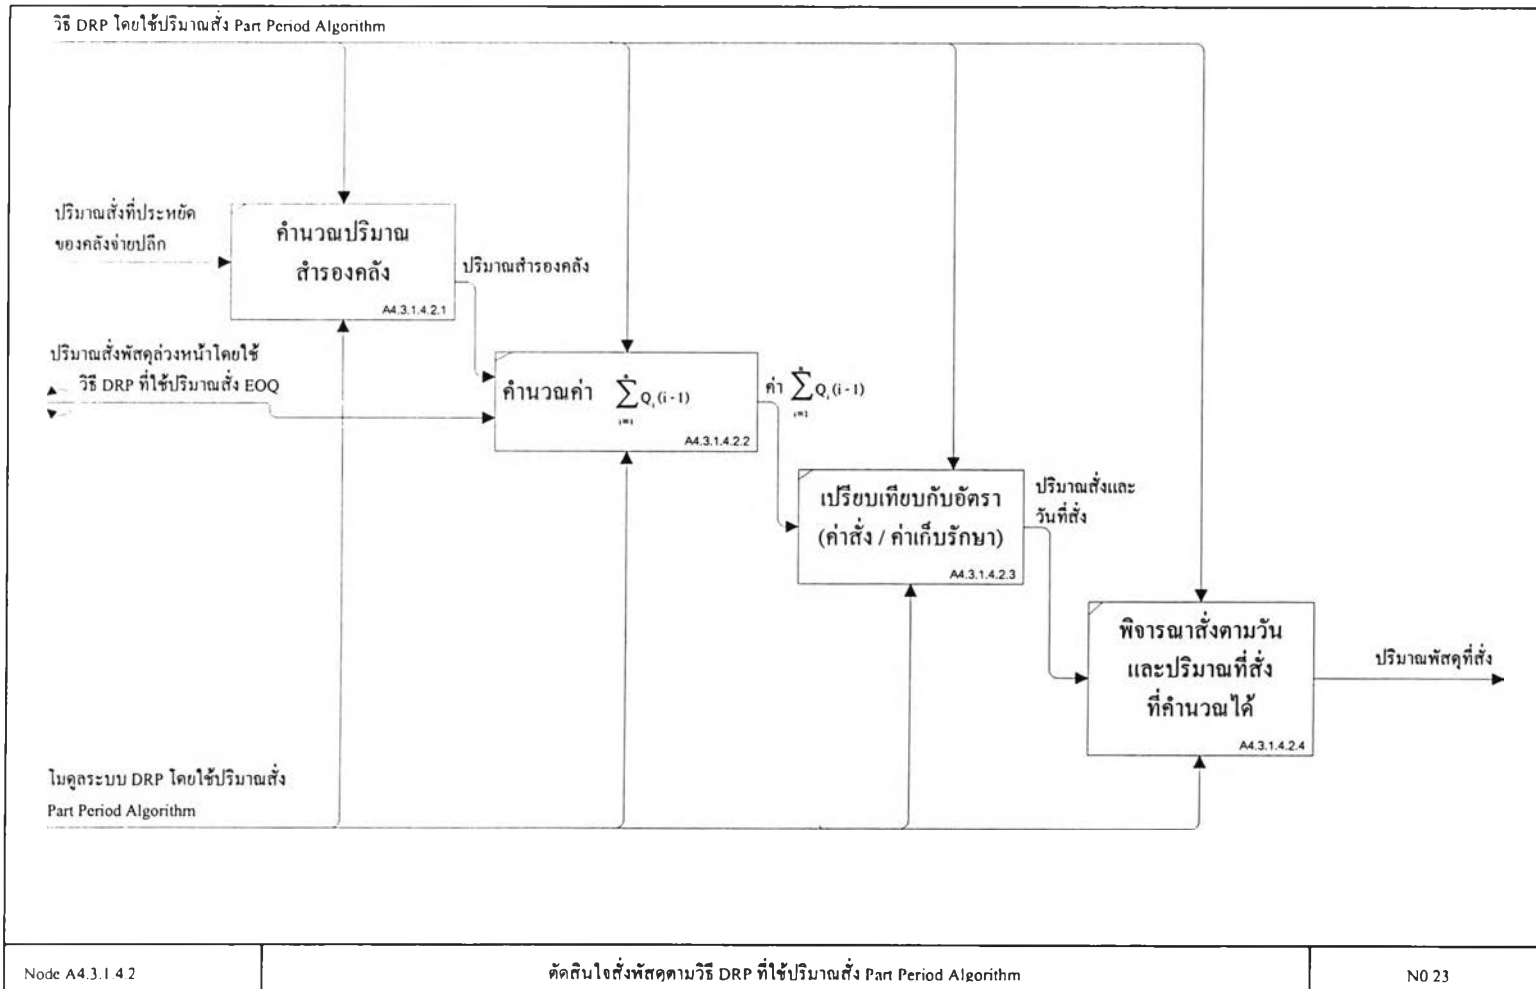 วิธี DRP โดยใช้ปริมาณสั่ง Part Period Algorithm
ปริมาณสั่งที่ประหยัด
ของคลังจ่ายปลีก
คำนวณปริมาณ
สำรองคลัง
A4.3.1.4.2.1
ปริมาณสำรองคลัง
ปริมาณสั่งพัสดุล่วงหน้าโดยใช้
วิธี DRP ที่ใช้ปริมาณสั่ง EOQ
คำนวณค่า \sum_{i=1}^{n} Q_i (i - 1)
A4.3.1.4.2.2
ค่า \sum_{i=1}^{n} Q_i (i - 1)
เปรียบเทียบกับอัตรา
(ค่าสั่ง / ค่าเก็บรักษา)
A4.3.1.4.2.3
ปริมาณสั่งและ
วันที่สั่ง
พิจารณาสั่งตามวัน
และปริมาณที่สั่ง
ที่คำนวณได้
A4.3.1.4.2.4
ปริมาณพัสดุที่สั่ง
โมดูลระบบ DRP โดยใช้ปริมาณสั่ง
Part Period Algorithm
Node A4.3.1.4.2
ตัดสินใจสั่งพัสดุตามวิธี DRP ที่ใช้ปริมาณสั่ง Part Period Algorithm
N0 23